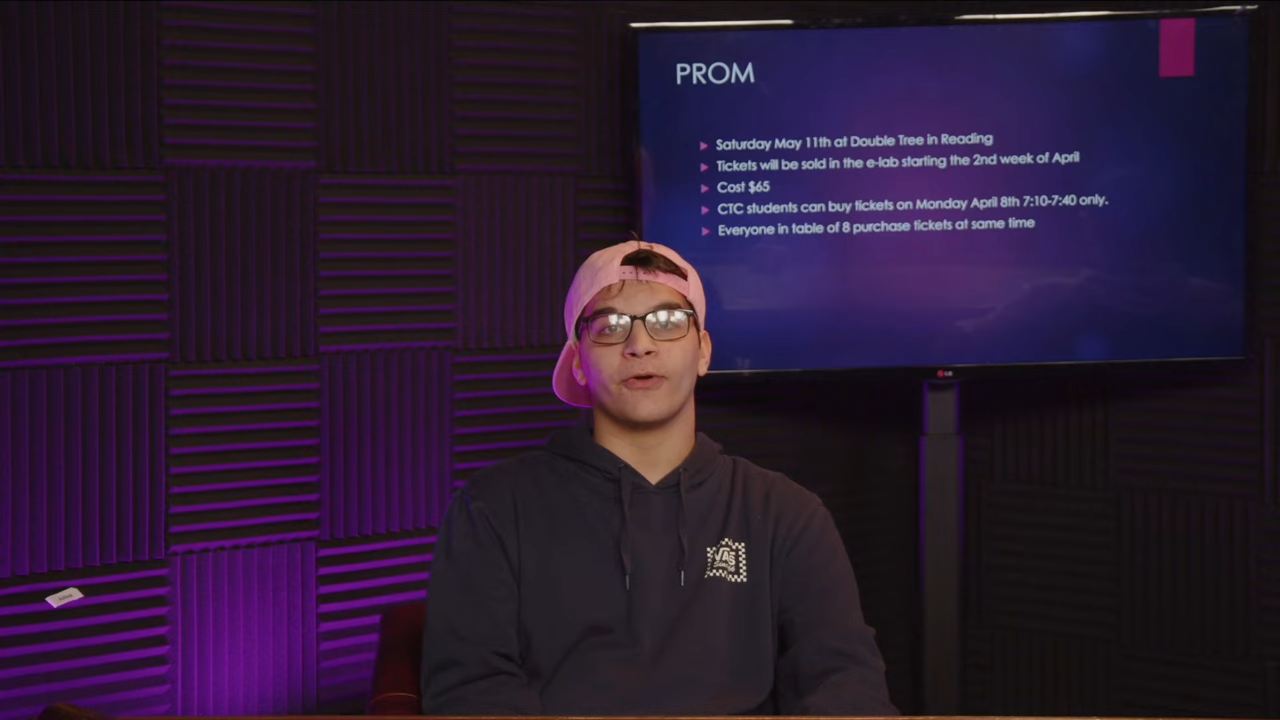 PROM
Saturday May 11th at Double Tree in Reading
Tickets will be sold in the e-lab starting the 2nd week of April
Cost $65
CTC students can buy tickets on Monday April 8th 7:10-7:40 only.
Everyone in table of 8 purchase tickets at same time
LG